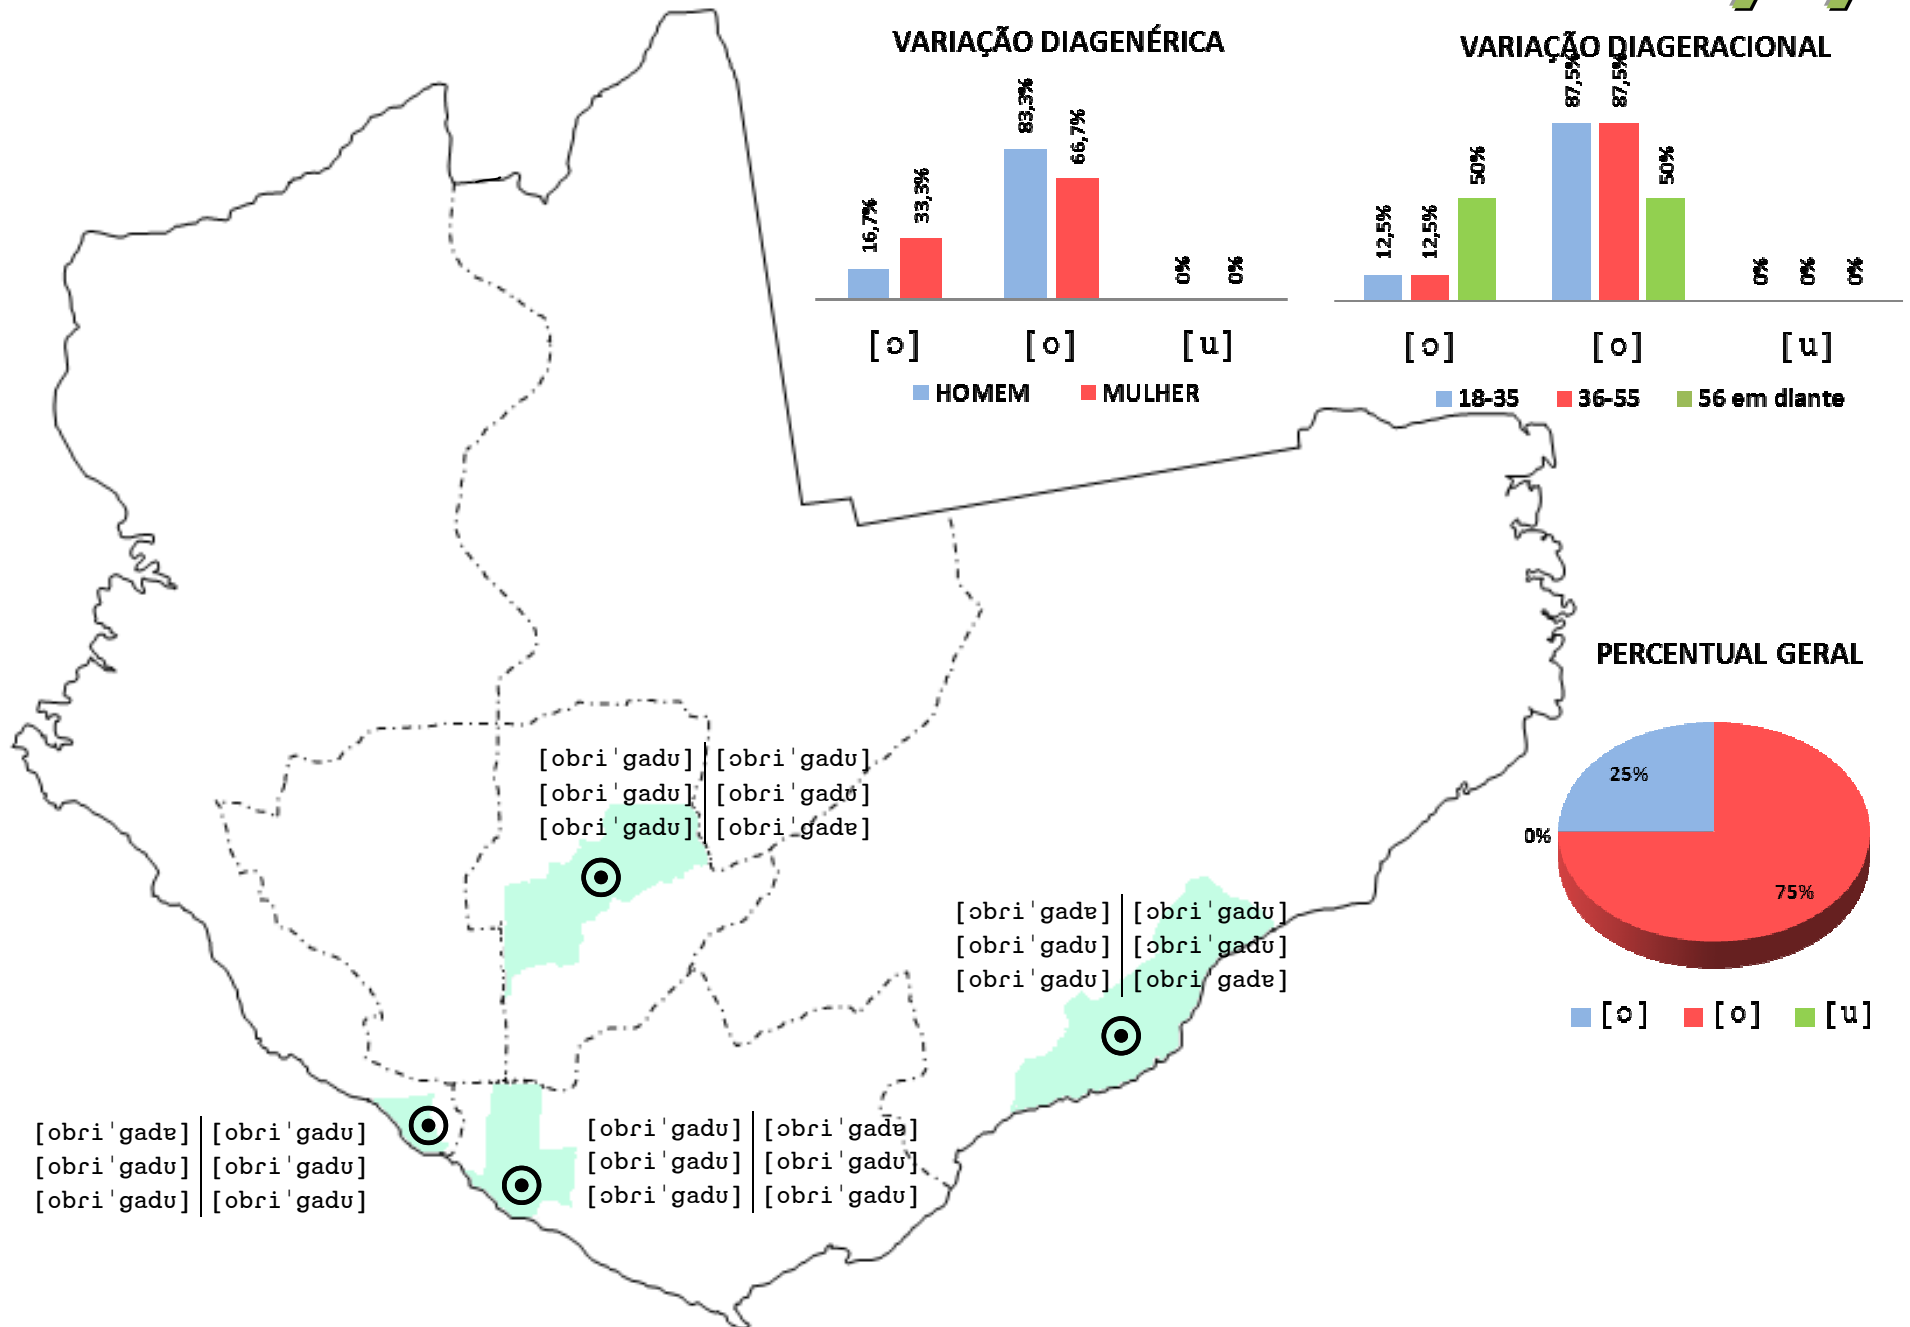 VARIAÇÃO DIAGENÉRICA
16,7%
33,3%
83,3%
66,7%
0%
0%
[ɔ] [o] [u]
HOMEM MULHER
VARIAÇÃO DIAGERACIONAL
12,5%
12,5%
50%
87,5%
87,5%
50%
0%
0%
0%
[ɔ] [o] [u]
18-35 36-55 56 em diante
PERCENTUAL GERAL
25%
0%
75%
[ɔ] [o] [u]
[obɾiˈgadʊ] [ɔbɾiˈgadʊ]
[obɾiˈgadʊ] [obɾiˈgadʊ]
[obɾiˈgadʊ] [obɾiˈgadɐ]
[ɔbɾiˈgadɐ] [ɔbɾiˈgadʊ]
[obɾiˈgadʊ] [ɔbɾiˈgadʊ]
[obɾiˈgadʊ] [obɾiˈgadɐ]
[obɾiˈgadɐ] [obɾiˈgadʊ]
[obɾiˈgadʊ] [obɾiˈgadʊ]
[obɾiˈgadʊ] [obɾiˈgadʊ]
[obɾiˈgadʊ] [ɔbɾiˈgadɐ]
[obɾiˈgadʊ] [obɾiˈgadʊ]
[ɔbɾiˈgadʊ] [obɾiˈgadʊ]